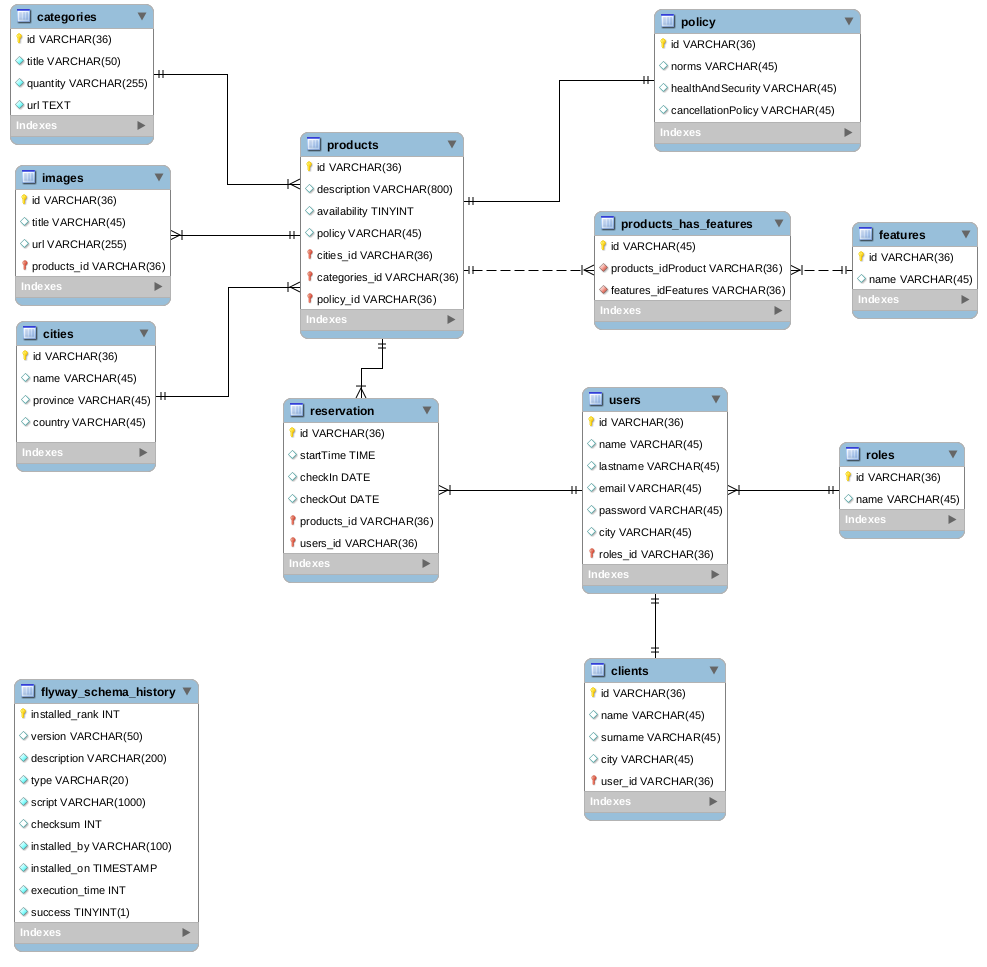 categories
id VARCHAR(36)
title VARCHAR(50)
quantity VARCHAR(255)
url TEXT
Indexes
policy
id VARCHAR(36)
norms VARCHAR(45)
healthAndSecurity VARCHAR(45)
cancellationPolicy VARCHAR(45)
Indexes
products
id VARCHAR(36)
description VARCHAR(800)
availability TINYINT
policy VARCHAR(45)
cities_id VARCHAR(36)
categories_id VARCHAR(36)
policy_id VARCHAR(36)
Indexes
images
id VARCHAR(36)
title VARCHAR(45)
url VARCHAR(255)
products_id VARCHAR(36)
Indexes
products_has_features
id VARCHAR(45)
products_idProduct VARCHAR(36)
features_idFeatures VARCHAR(36)
Indexes
features
id VARCHAR(36)
name VARCHAR(45)
Indexes
cities
id VARCHAR(36)
name VARCHAR(45)
province VARCHAR(45)
country VARCHAR(45)
Indexes
reservation
id VARCHAR(36)
startTime TIME
checkIn DATE
checkOut DATE
products_id VARCHAR(36)
users_id VARCHAR(36)
Indexes
users
id VARCHAR(36)
name VARCHAR(45)
lastname VARCHAR(45)
email VARCHAR(45)
password VARCHAR(45)
city VARCHAR(45)
roles_id VARCHAR(36)
Indexes
roles
id VARCHAR(36)
name VARCHAR(45)
Indexes
clients
id VARCHAR(36)
name VARCHAR(45)
surname VARCHAR(45)
city VARCHAR(45)
user_id VARCHAR(36)
Indexes
flyway_schema_history
installed_rank INT
version VARCHAR(50)
description VARCHAR(200)
type VARCHAR(20)
script VARCHAR(1000)
checksum INT
installed_by VARCHAR(100)
installed_on TIMESTAMP
execution_time INT
success TINYINT(1)
Indexes